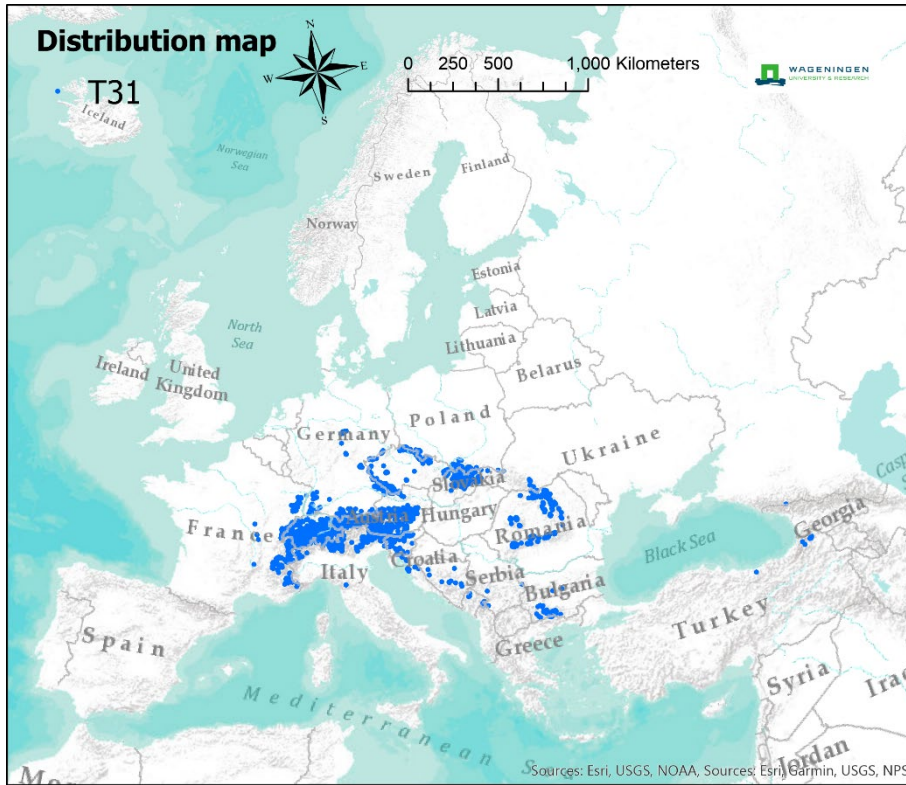 Distribution map
T31
N
W
E
S
0 250 500 1,000 Kilometers
WAGENINGEN
UNIVERSITY & RESEARCH
Iceland
Norwegian
Sea
Sweden
Finland
Norway
Estonia
Latvia
Lithuania
North
Sea
Ireland
United
Kingdom
Belarus
Poland
Germany
Ukraine
Slovakia
Austria
Hungary
France
Romania
Croatia
Italy
Serbia
Black Sea
Georgia
Casp
Bulgaria
Spain
Greece
Turkey
Syria
Iraq
Mediterranean Sea
Jordan
Mo
Sources: Esri, USGS, NOAA, Sources: Esri, Garmin, USGS, NPS